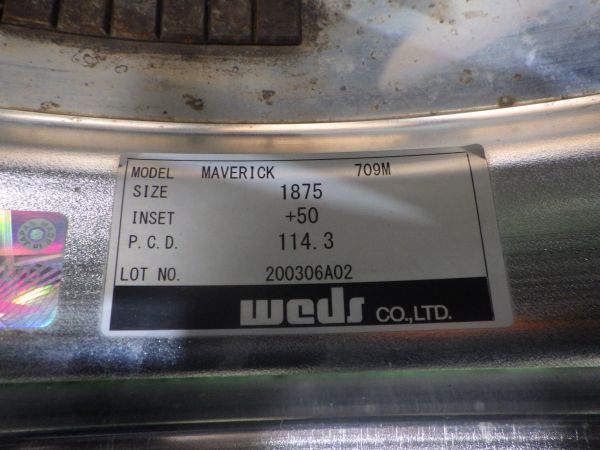 MODEL MAVERICK 709M
SIZE 1875
INSET +50
P.C.D. 114.3
LOT NO. 200306A02
weds CO.,LTD.